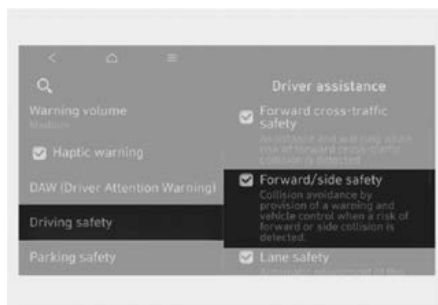 Driver assistance
Warning volume
Medium
Haptic warning
DAW (Driver Attention Warning)
Driving safety
Parking safety
Forward cross-traffic
safety
Assistance and warning when
risk of forward cross-traffic
collision is detected
Forward/side safety
Collision avoidance by
provision of a warning and
vehicle control when a risk of
forward or side collision is
detected.
Lane safety